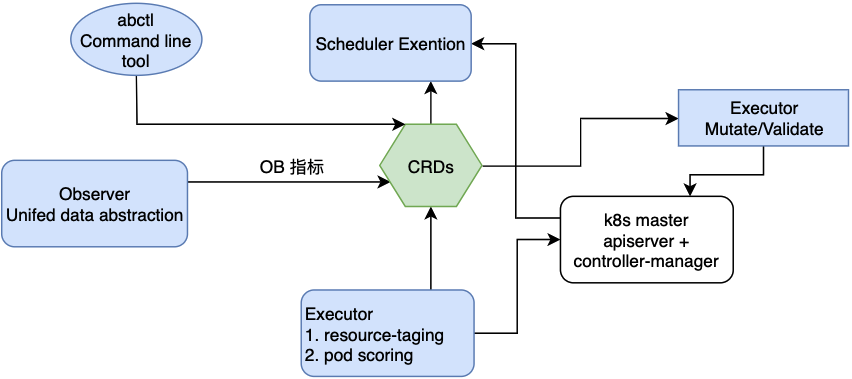 abctl
Command line
tool
Scheduler Exention
Executor
Mutate/Validate
OB 指标
CRDs
Observer
Unifed data abstraction
k8s master
apiserver +
controller-manager
Executor
1. resource-taging
2. pod scoring